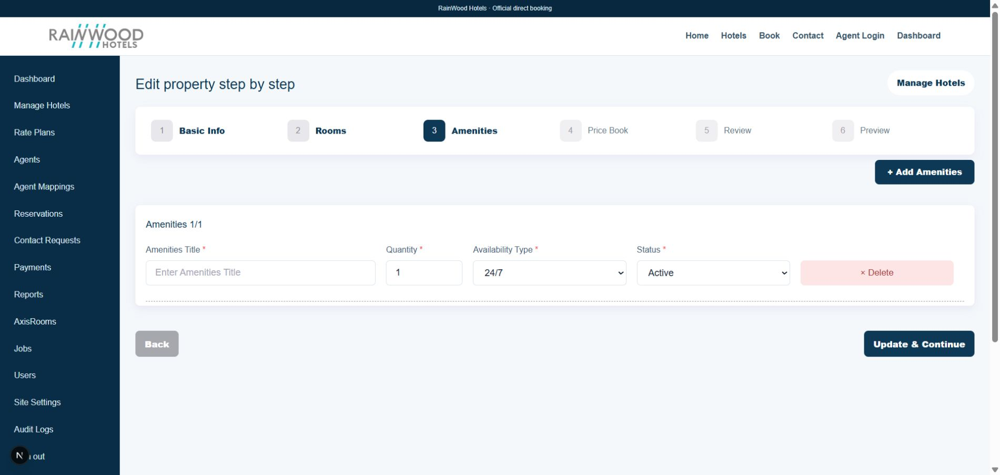 RainWood Hotels · Official direct booking
RAINWOOD
HOTELS
Home
Hotels
Book
Contact
Agent Login
Dashboard
Dashboard
Manage Hotels
Rate Plans
Agents
Agent Mappings
Reservations
Contact Requests
Payments
Reports
AxisRooms
Jobs
Users
Site Settings
Audit Logs
N
out
Edit property step by step
Manage Hotels
1 Basic Info
2 Rooms
3 Amenities
4 Price Book
5 Review
6 Preview
+ Add Amenities
Amenities 1/1
Amenities Title *
Quantity *
Availability Type *
Status *
Enter Amenities Title
1
24/7
Active
× Delete
Back
Update & Continue